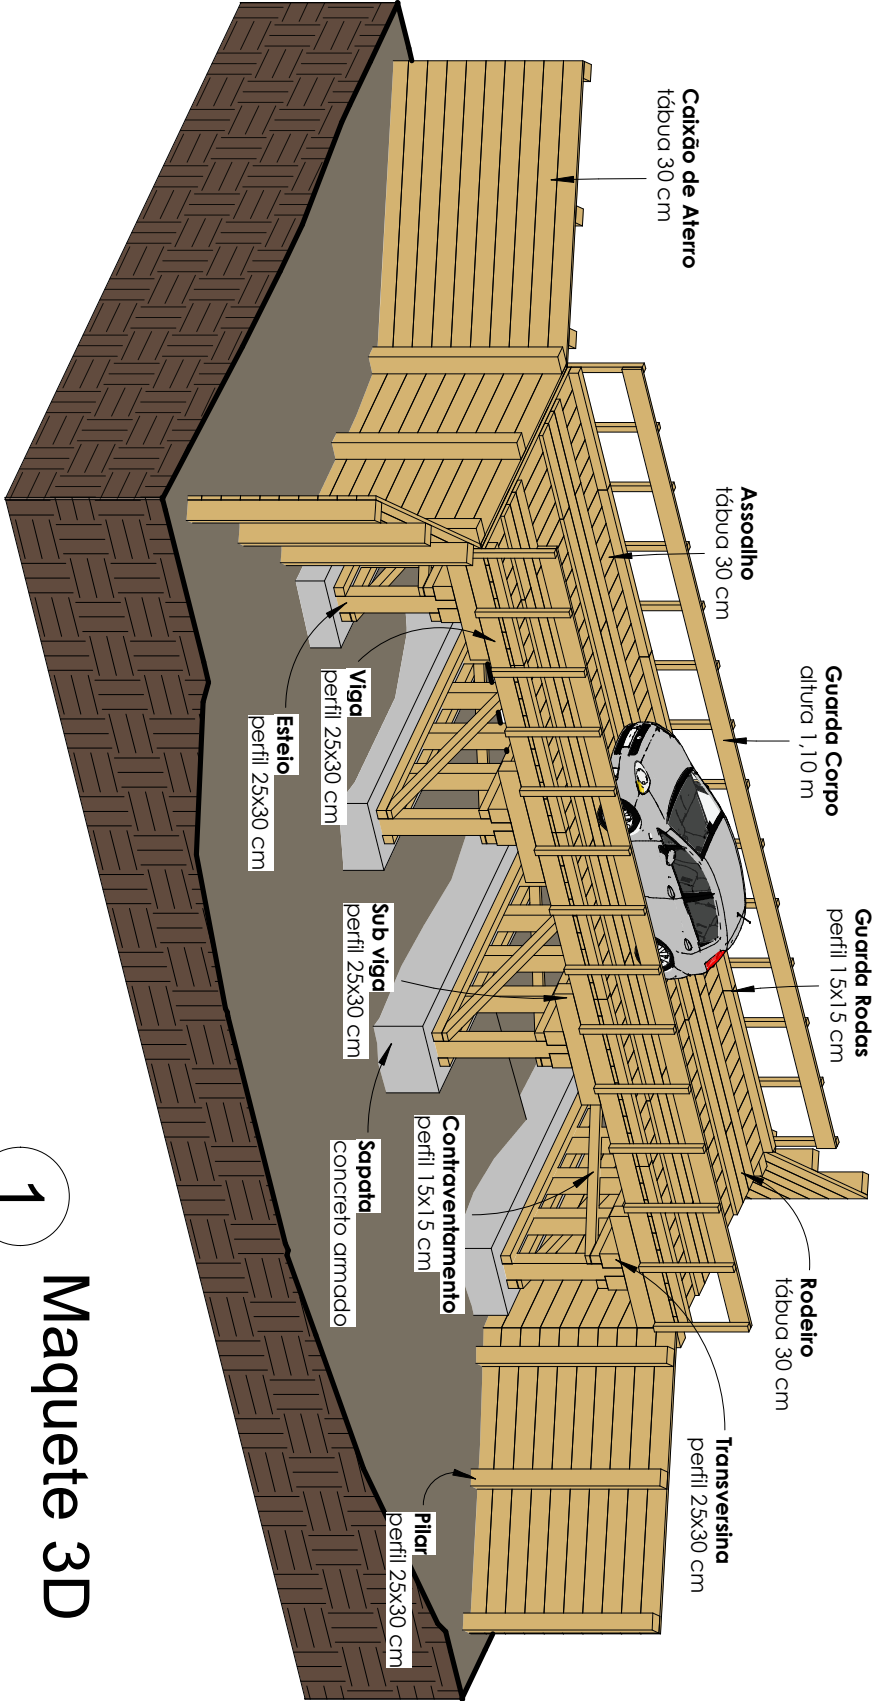 Caixão de Aterro
tábua 30 cm
Assoalho
tábua 30 cm
Guarda Corpo
altura 1,10 m
Guarda Rodas
perfil 15x15 cm
Rodeiro
tábua 30 cm
Transversina
perfil 25x30 cm
Viga
perfil 25x30 cm
Esteio
perfil 25x30 cm
Sub viga
perfil 25x30 cm
Sapata
concreto armado
Contraventamento
perfil 15x15 cm
Pilar
perfil 25x30 cm
1
Maquete 3D